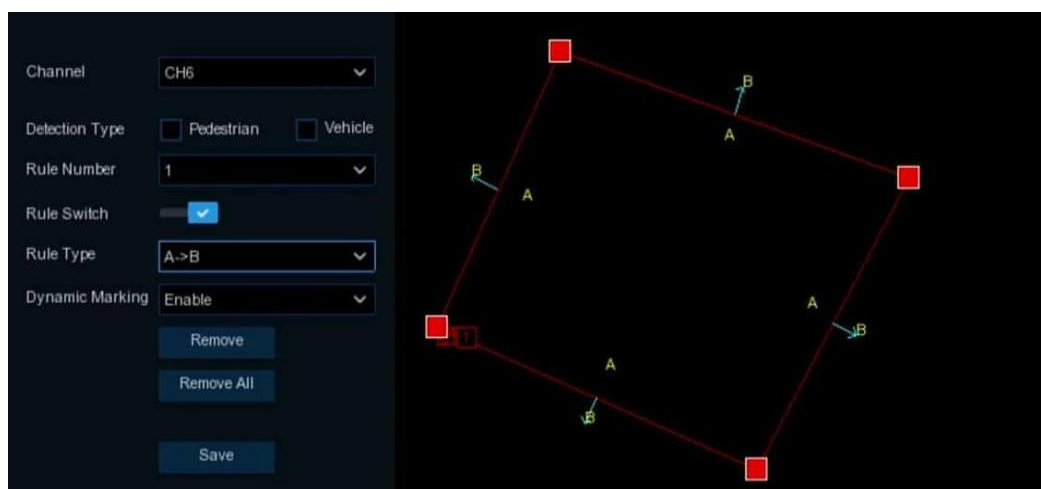 Channel
CH6
Detection Type
Pedestrian
Vehicle
Rule Number
1
Rule Switch
Rule Type
A->B
Dynamic Marking
Enable
Remove
Remove All
Save
B
A
B
A
A
B
1
A
B